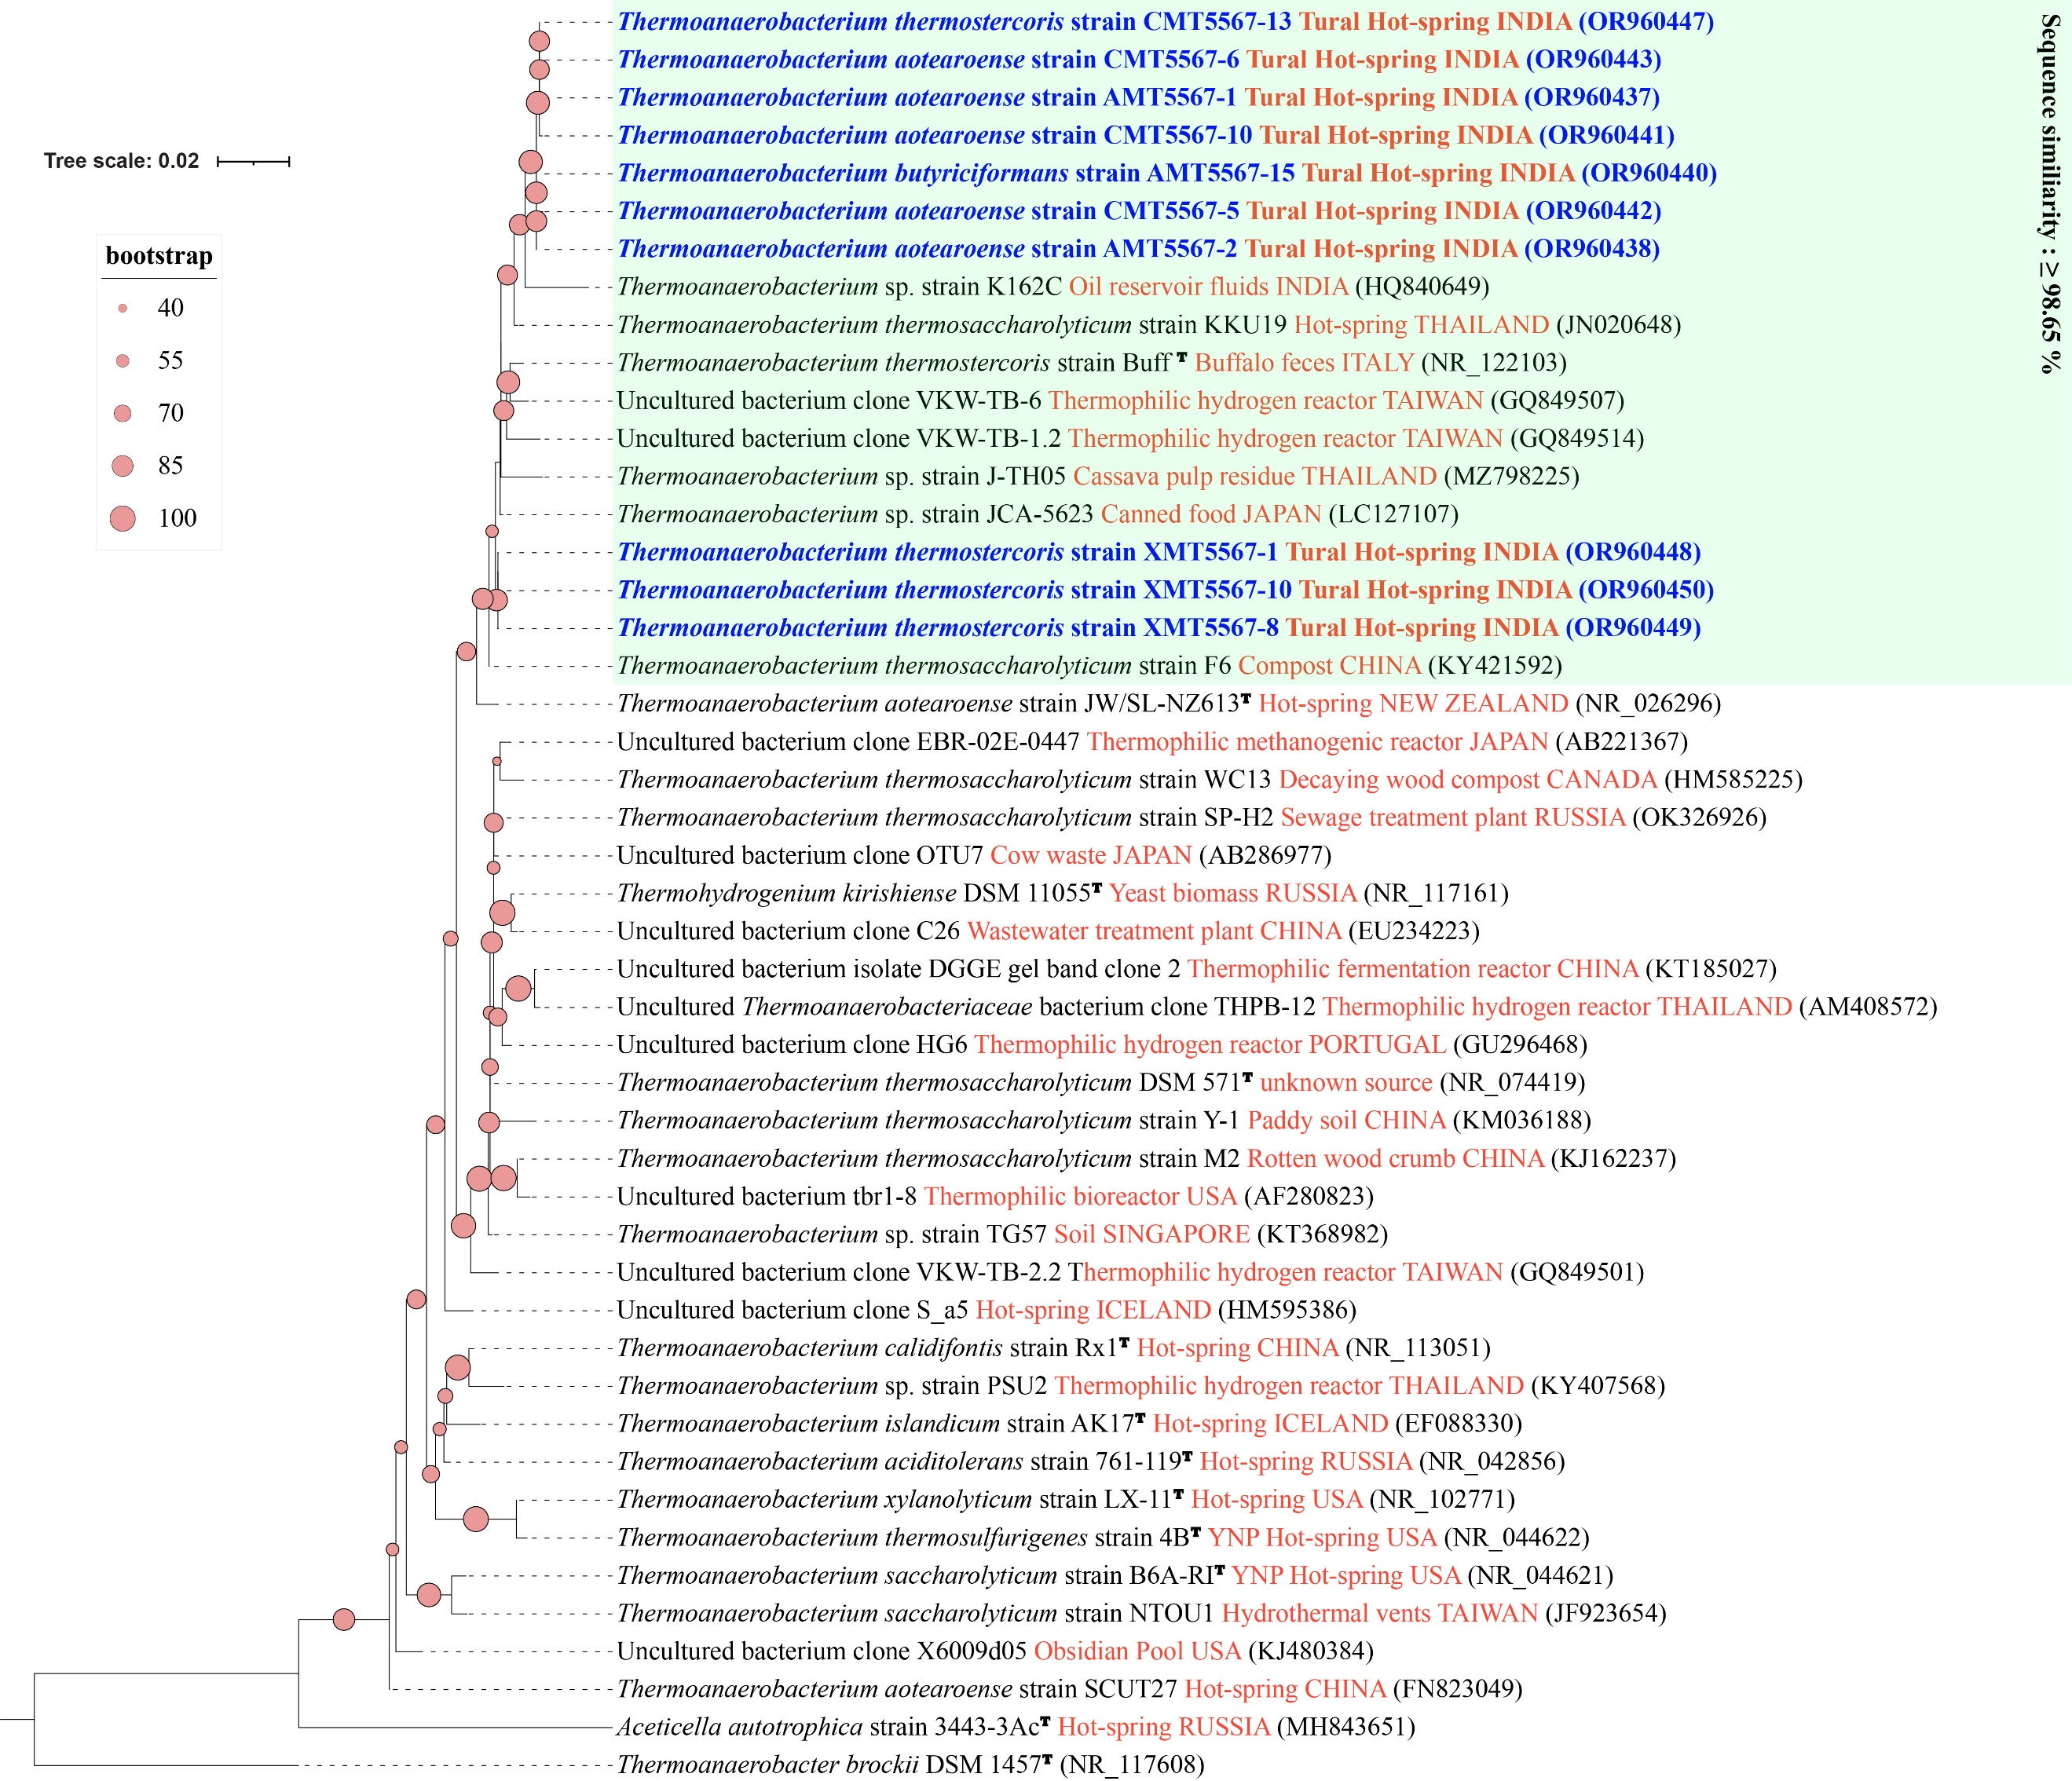 Thermoanaerobacterium thermostercoris strain CMT5567-13 Tural Hot-spring INDIA (OR960447)
Thermoanaerobacterium aotearoense strain CMT5567-6 Tural Hot-spring INDIA (OR960443)
Thermoanaerobacterium aotearoense strain AMT5567-1 Tural Hot-spring INDIA (OR960437)
Thermoanaerobacterium aotearoense strain CMT5567-10 Tural Hot-spring INDIA (OR960441)
Thermoanaerobacterium butyriciformans strain AMT5567-15 Tural Hot-spring INDIA (OR960440)
Thermoanaerobacterium aotearoense strain CMT5567-5 Tural Hot-spring INDIA (OR960442)
Thermoanaerobacterium aotearoense strain AMT5567-2 Tural Hot-spring INDIA (OR960438)
Thermoanaerobacterium sp. strain K162C Oil reservoir fluids INDIA (HQ840649)
Thermoanaerobacterium thermosaccharolyticum strain KKU19 Hot-spring THAILAND (JN020648)
Thermoanaerobacterium thermostercoris strain Buff T Buffalo feces ITALY (NR_122103)
Uncultured bacterium clone VKW-TB-6 Thermophilic hydrogen reactor TAIWAN (GQ849507)
Uncultured bacterium clone VKW-TB-1.2 Thermophilic hydrogen reactor TAIWAN (GQ849514)
Thermoanaerobacterium sp. strain J-TH05 Cassava pulp residue THAILAND (MZ798225)
Thermoanaerobacterium sp. strain JCA-5623 Canned food JAPAN (LC127107)
Thermoanaerobacterium thermostercoris strain XMT5567-1 Tural Hot-spring INDIA (OR960448)
Thermoanaerobacterium thermostercoris strain XMT5567-10 Tural Hot-spring INDIA (OR960450)
Thermoanaerobacterium thermostercoris strain XMT5567-8 Tural Hot-spring INDIA (OR960449)
Thermoanaerobacterium thermosaccharolyticum strain F6 Compost CHINA (KY421592)
Thermoanaerobacterium aotearoense strain JW/SL-NZ613T Hot-spring NEW ZEALAND (NR_026296)
Uncultured bacterium clone EBR-02E-0447 Thermophilic methanogenic reactor JAPAN (AB221367)
Thermoanaerobacterium thermosaccharolyticum strain WC13 Decaying wood compost CANADA (HM585225)
Thermoanaerobacterium thermosaccharolyticum strain SP-H2 Sewage treatment plant RUSSIA (OK326926)
Uncultured bacterium clone OTU7 Cow waste JAPAN (AB286977)
Thermohydrogenium kirishiense DSM 11055T Yeast biomass RUSSIA (NR_117161)
Uncultured bacterium clone C26 Wastewater treatment plant CHINA (EU234223)
Uncultured bacterium isolate DGGE gel band clone 2 Thermophilic fermentation reactor CHINA (KT185027)
Uncultured Thermoanaerobacteriaceae bacterium clone THPB-12 Thermophilic hydrogen reactor THAILAND (AM408572)
Uncultured bacterium clone HG6 Thermophilic hydrogen reactor PORTUGAL (GU296468)
Thermoanaerobacterium thermosaccharolyticum DSM 571T unknown source (NR_074419)
Thermoanaerobacterium thermosaccharolyticum strain Y-1 Paddy soil CHINA (KM036188)
Thermoanaerobacterium thermosaccharolyticum strain M2 Rotten wood crumb CHINA (KJ162237)
Uncultured bacterium tbr1-8 Thermophilic bioreactor USA (AF280823)
Thermoanaerobacterium sp. strain TG57 Soil SINGAPORE (KT368982)
Uncultured bacterium clone VKW-TB-2.2 Thermophilic hydrogen reactor TAIWAN (GQ849501)
Uncultured bacterium clone S_a5 Hot-spring ICELAND (HM595386)
Thermoanaerobacterium calidifontis strain Rx1T Hot-spring CHINA (NR_113051)
Thermoanaerobacterium sp. strain PSU2 Thermophilic hydrogen reactor THAILAND (KY407568)
Thermoanaerobacterium islandicum strain AK17T Hot-spring ICELAND (EF088330)
Thermoanaerobacterium aciditolerans strain 761-119T Hot-spring RUSSIA (NR_042856)
Thermoanaerobacterium xylanolyticum strain LX-11T Hot-spring USA (NR_102771)
Thermoanaerobacterium thermosulfurigenes strain 4BT YNP Hot-spring USA (NR_044622)
Thermoanaerobacterium saccharolyticum strain B6A-RIT YNP Hot-spring USA (NR_044621)
Thermoanaerobacterium saccharolyticum strain NTOU1 Hydrothermal vents TAIWAN (JF923654)
Uncultured bacterium clone X6009d05 Obsidian Pool USA (KJ480384)
Thermoanaerobacterium aotearoense strain SCUT27 Hot-spring CHINA (FN823049)
Aceticella autotrophica strain 3443-3AcT Hot-spring RUSSIA (MH843651)
Thermoanaerobacter brockii DSM 1457T (NR_117608)
Tree scale: 0.02
bootstrap
40
55
70
85
100
Sequence similiarity : ≥ 98.65 %